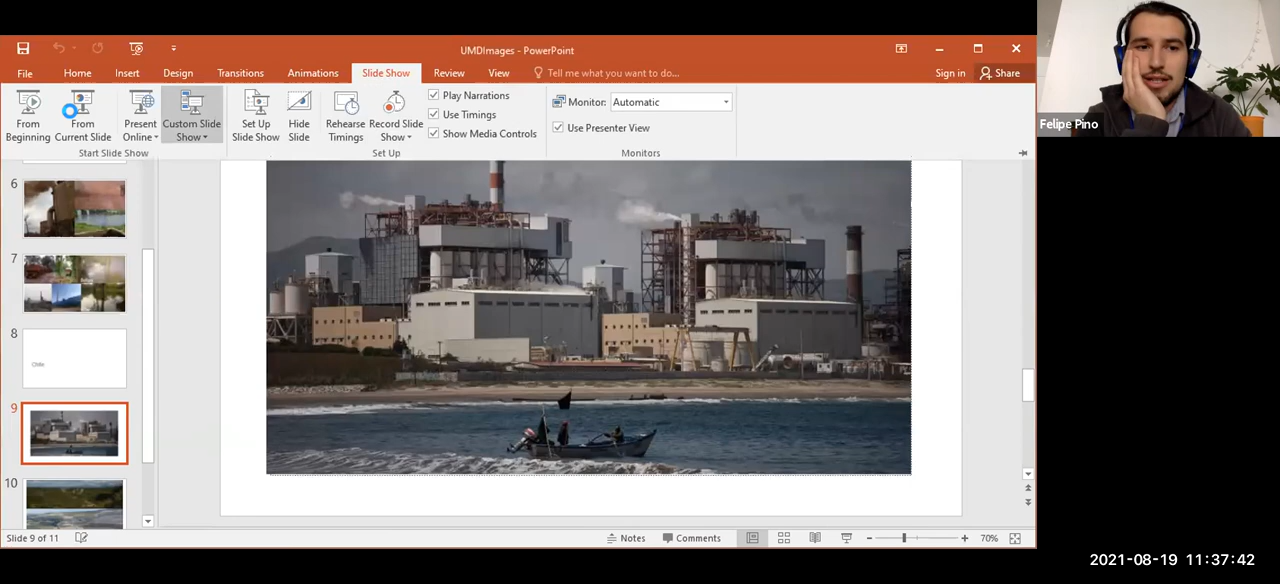 UMDImages - PowerPoint
File Home Insert Design Transitions Animations Slide Show Review View Tell me what you want to do... Sign in Share
From Beginning
From Current Slide
Present Online
Custom Slide Show
Set Up Slide Show
Hide Slide
Rehearse Timings
Record Slide Show
Play Narrations
Use Timings
Show Media Controls
Monitor: Automatic
Use Presenter View
Start Slide Show Set Up Monitors
6
7
8
Chile
9
10
Slide 9 of 11 Notes Comments 70%
Felipe Pino
2021-08-19 11:37:42